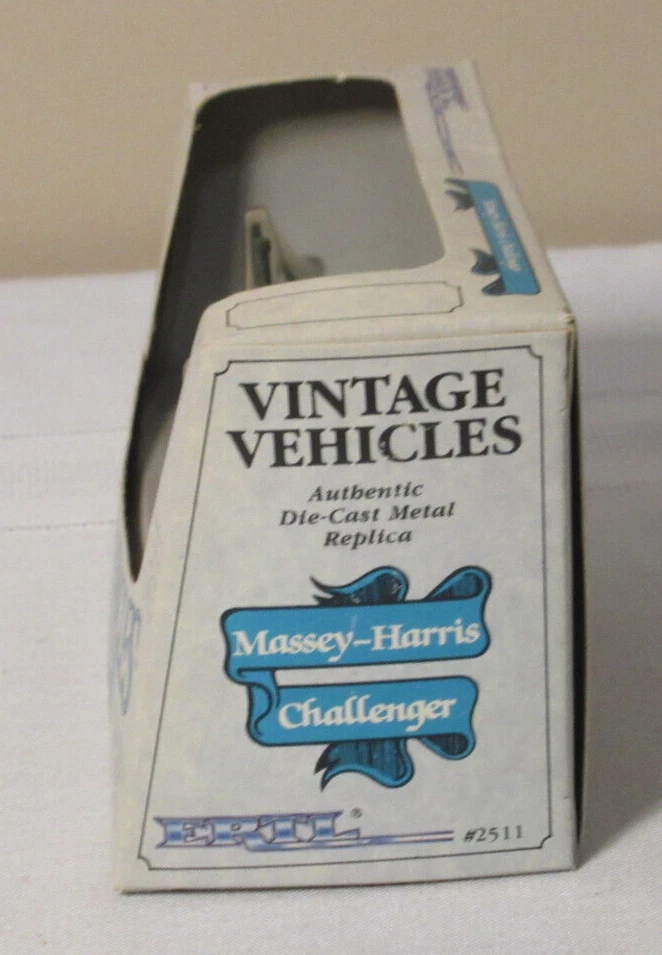 VINTAGE
VEHICLES
Authentic
Die-Cast Metal
Replica
Massey-Harris
Challenger
ERTL® #2511